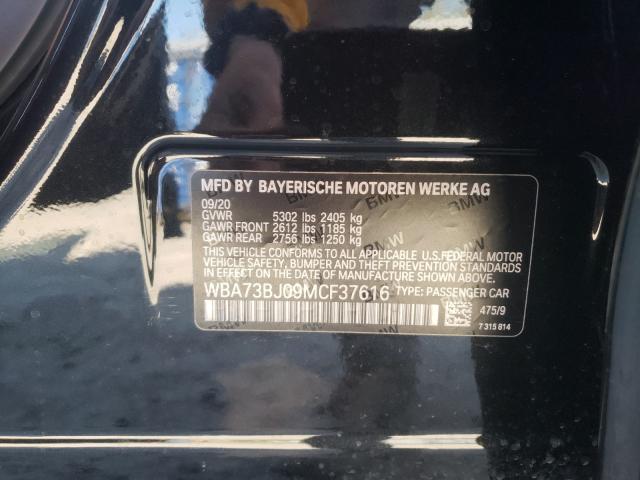 MFD BY BAYERISCHE MOTOREN WERKE AG
09/20
GVWR 5302 lbs 2405 kg
GAWR FRONT 2612 lbs 1185 kg
GAWR REAR 2756 lbs 1250 kg
THIS VEHICLE CONFORMS TO ALL APPLICABLE U.S. FEDERAL MOTOR
VEHICLE SAFETY, BUMPER AND THEFT PREVENTION STANDARDS IN
EFFECT ON THE DATE OF MANUFACTURE SHOWN ABOVE.
WBA73BJ09MCF37616 TYPE: PASSENGER CAR
475/9
7 315 814